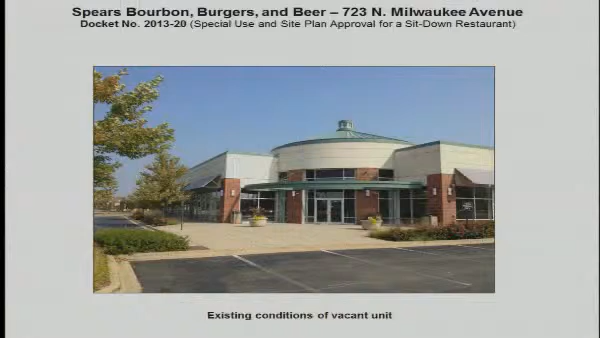 Spears Bourbon, Burgers, and Beer – 723 N. Milwaukee Avenue
Docket No. 2013-20 (Special Use and Site Plan Approval for a Sit-Down Restaurant)
Existing conditions of vacant unit